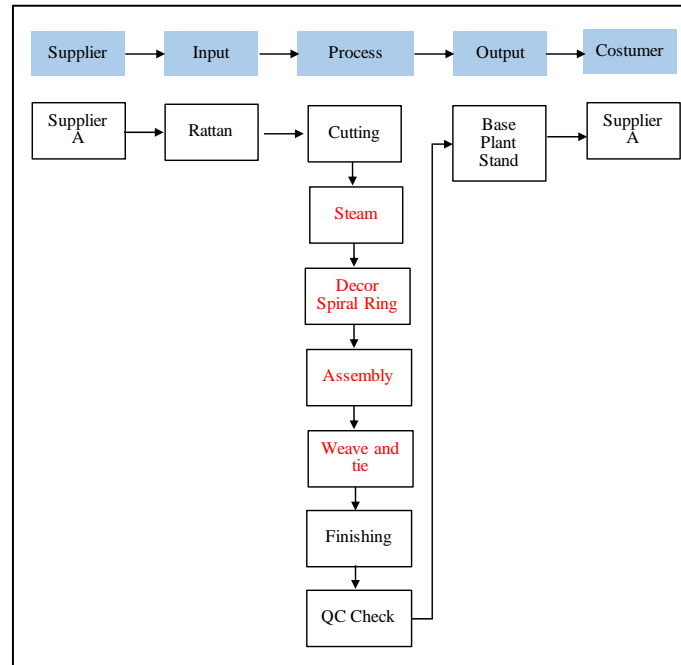 Supplier
Input
Process
Output
Costumer
Supplier
A
Rattan
Cutting
Base
Plant
Stand
Supplier
A
Steam
Decor
Spiral Ring
Assembly
Weave and
tie
Finishing
QC Check